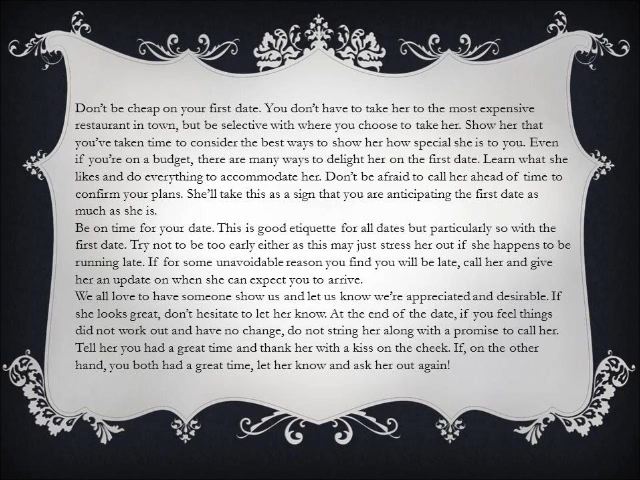 Don't be cheap on your first date. You don't have to take her to the most expensive
restaurant in town, but be selective with where you choose to take her. Show her that
you've taken time to consider the best ways to show her how special she is to you. Even
if you're on a budget, there are many ways to delight her on the first date. Learn what she
likes and do everything to accommodate her. Don't be afraid to call her ahead of time to
confirm your plans. She'll take this as a sign that you are anticipating the first date as
much as she is.
Be on time for your date. This is good etiquette for all dates but particularly so with the
first date. Try not to be too early either as this may just stress her out if she happens to be
running late. If for some unavoidable reason you find you will be late, call her and give
her an update on when she can expect you to arrive.
We all love to have someone show us and let us know we're appreciated and desirable. If
she looks great, don't hesitate to let her know. At the end of the date, if you feel things
did not work out and have no change, do not string her along with a promise to call her.
Tell her you had a great time and thank her with a kiss on the cheek. If, on the other
hand, you both had a great time, let her know and ask her out again!